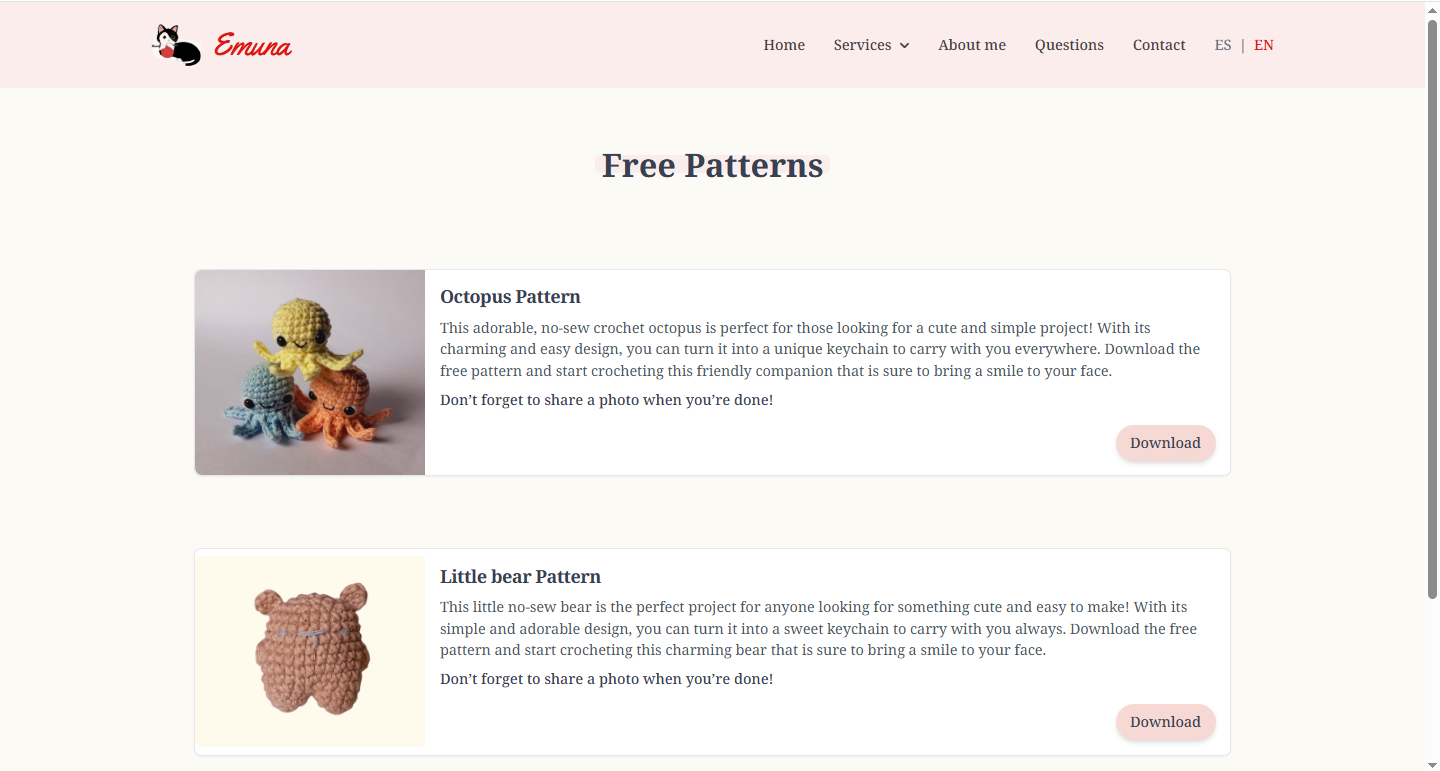 Emuna
Home Services About me Questions Contact ES | EN
Free Patterns
Octopus Pattern
This adorable, no-sew crochet octopus is perfect for those looking for a cute and simple project! With its
charming and easy design, you can turn it into a unique keychain to carry with you everywhere. Download the
free pattern and start crocheting this friendly companion that is sure to bring a smile to your face.
Don’t forget to share a photo when you’re done!
Download
Little bear Pattern
This little no-sew bear is the perfect project for anyone looking for something cute and easy to make! With its
simple and adorable design, you can turn it into a sweet keychain to carry with you always. Download the free
pattern and start crocheting this charming bear that is sure to bring a smile to your face.
Don’t forget to share a photo when you’re done!
Download